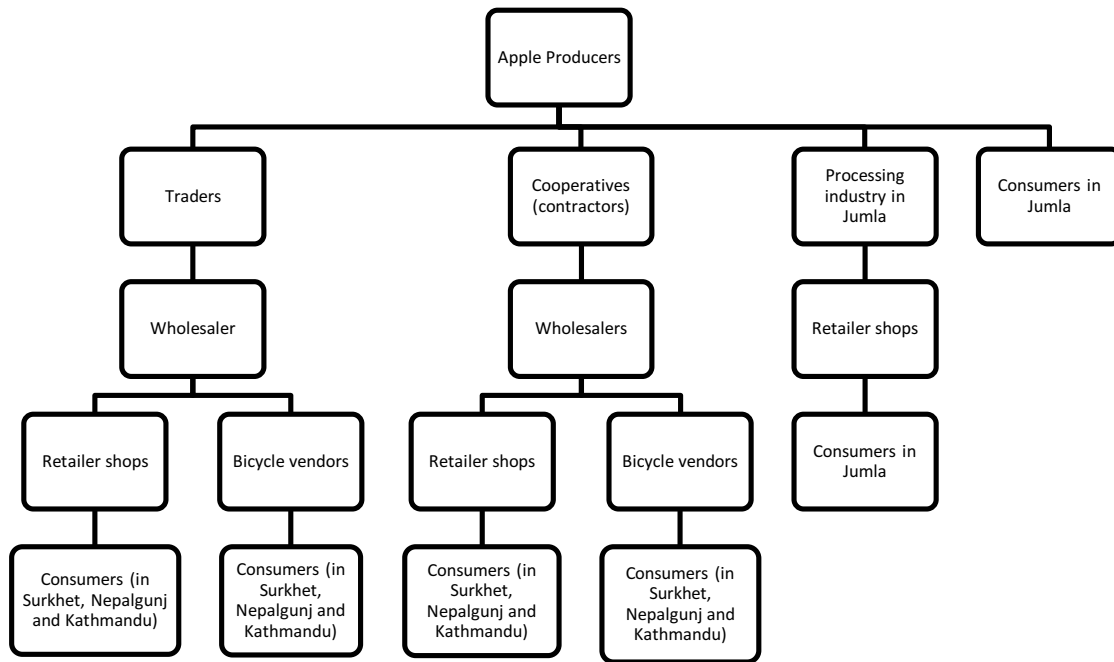 Apple Producers
Traders
Cooperatives
(contractors)
Processing
industry in
Jumla
Consumers in
Jumla
Wholesaler
Wholesalers
Retailer shops
Retailer shops
Bicycle vendors
Retailer shops
Bicycle vendors
Consumers in
Jumla
Consumers (in
Surkhet, Nepalgunj
and Kathmandu)
Consumers (in
Surkhet,
Nepalgunj and
Kathmandu)
Consumers (in
Surkhet,
Nepalgunj and
Kathmandu)
Consumers (in
Surkhet,
Nepalgunj and
Kathmandu)